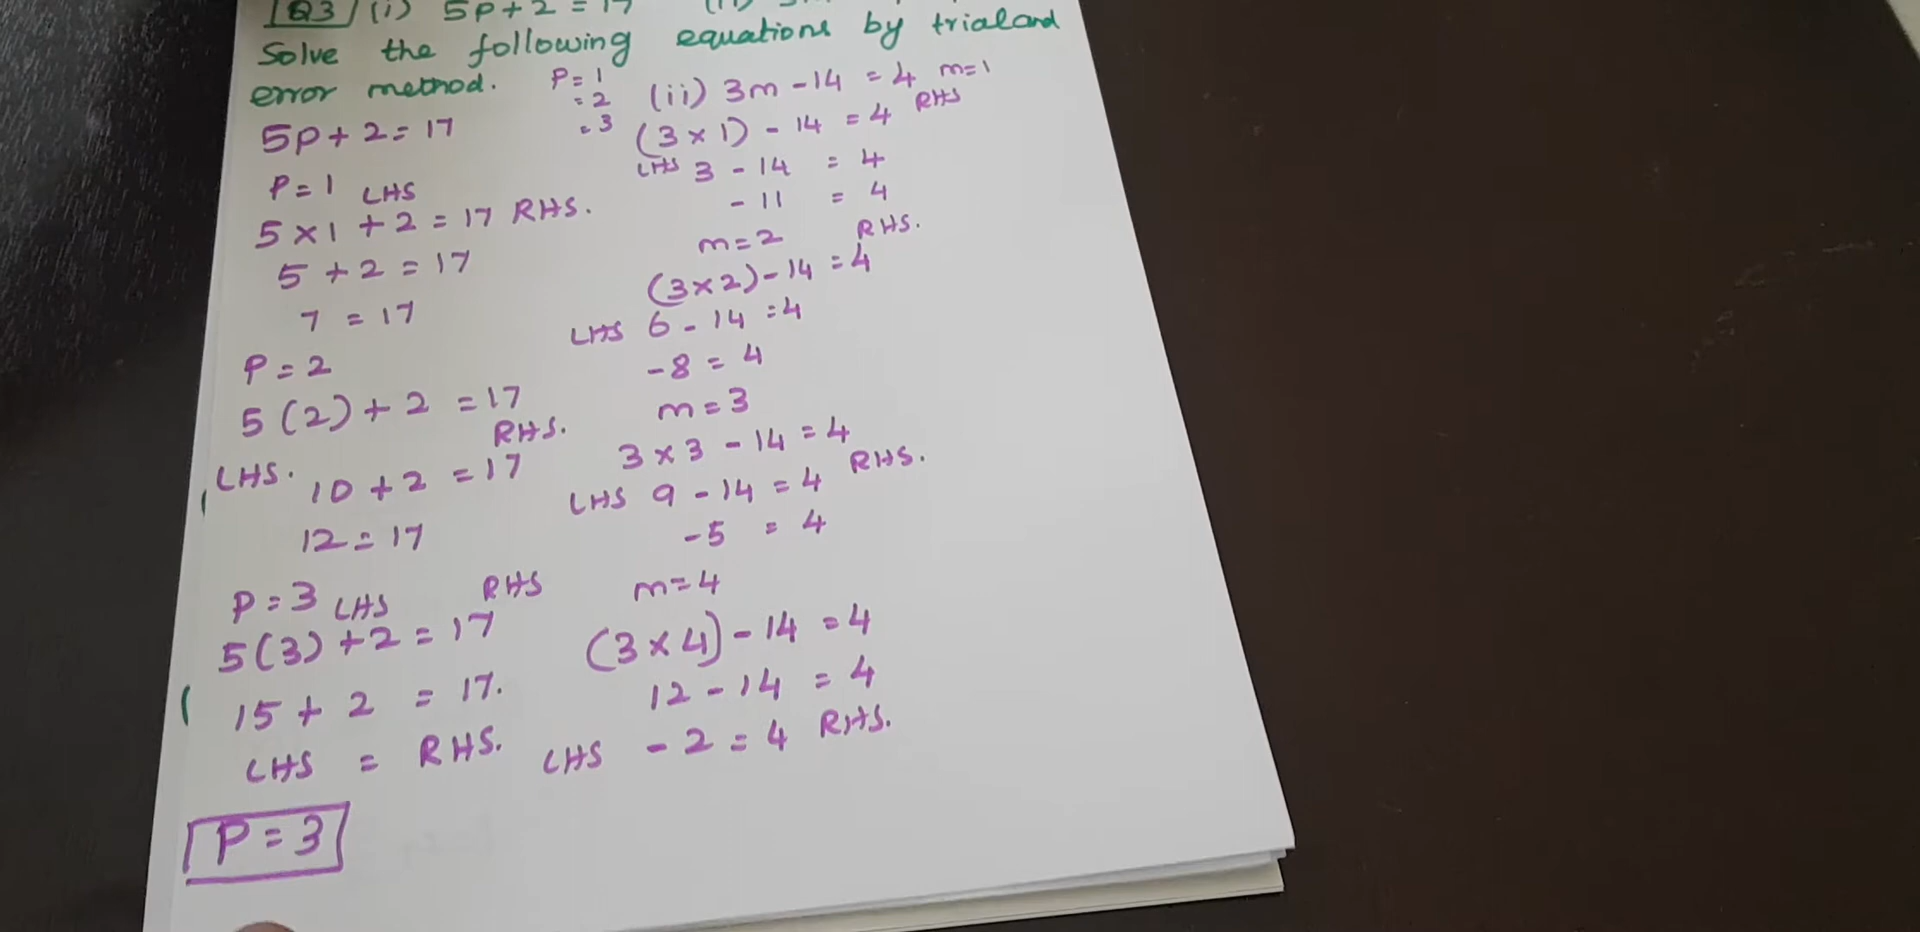 Q3 (i) 5p+2=17
Solve the following equations by trial and
error method.
P=1
=2
=3
5p+2=17
P=1 LHS
5×1+2=17 RHS.
5+2=17
7=17
P=2
5(2)+2=17
RHS.
LHS. 10+2=17
12=17
P=3 LHS RHS
5(3)+2=17
15+2=17.
LHS = RHS.
P=3
(ii) 3m-14=4 m=1
(3×1)-14=4 RHS
LHS 3-14=4
-11=4
m=2 RHS.
(3×2)-14=4
LHS 6-14=4
-8=4
m=3
3×3-14=4
LHS 9-14=4 RHS.
-5=4
m=4
(3×4)-14=4
12-14=4
LHS -2=4 RHS.